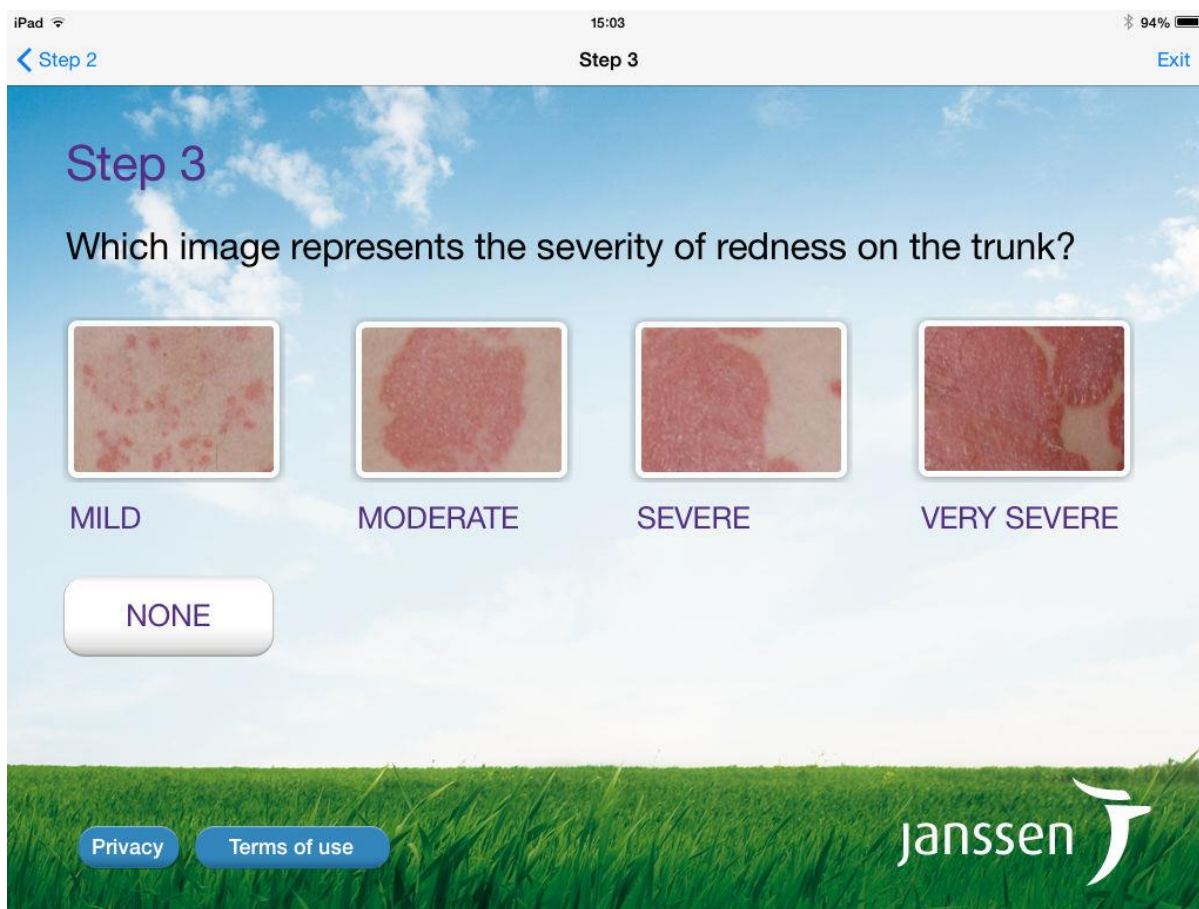 iPad 15:03 94%
Step 2 Step 3 Exit
Step 3
Which image represents the severity of redness on the trunk?
MILD MODERATE SEVERE VERY SEVERE
NONE
Privacy Terms of use janssen